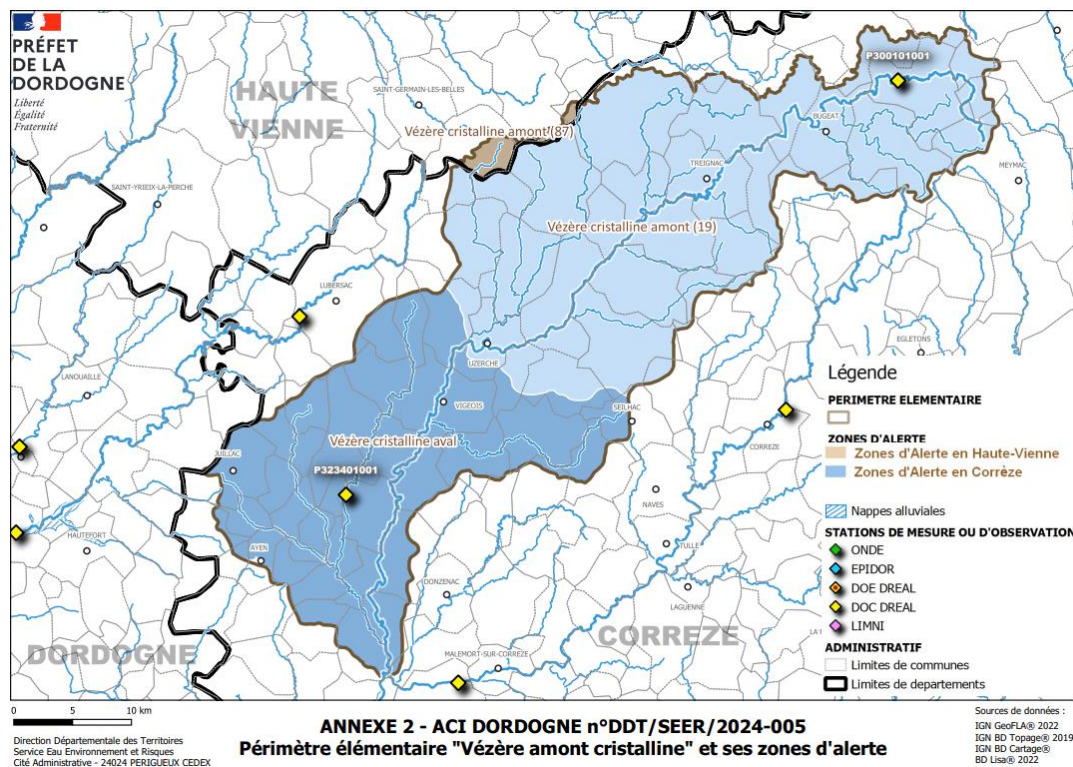 PRÉFET
DE LA
DORDOGNE
Liberté
Égalité
Fraternité
HAUTE
VIENNE
SAINT-GERMAIN-LES-BELLES
Vézère cristalline amont (87)
P300101001
BUGEAT
MEYMAC
TREIGNAC
SAINT-YRIEIX-LA-PERCHE
Vézère cristalline amont (19)
LUBERSAC
UZERCHE
EGLETONS
LANOUAILLE
VIGEOIS
SEILHAC
CORREZE
Vézère cristalline aval
JUILLAC
P323401001
NAVES
HAUTEFORT
AYEN
TULLE
DONZENAC
LAGUENNE
CORREZE
DORDOGNE
MALEMORT-SUR-CORREZE
Légende
PERIMETRE ELEMENTAIRE
ZONES D'ALERTE
Zones d'Alerte en Haute-Vienne
Zones d'Alerte en Corrèze
Nappes alluviales
STATIONS DE MESURE OU D'OBSERVATION
ONDE
EPIDOR
DOE DREAL
DOC DREAL
LIMNI
ADMINISTRATIF
Limites de communes
Limites de departements
0 5 10 km
Direction Départementale des Territoires
Service Eau Environnement et Risques
Cité Administrative - 24024 PERIGUEUX CEDEX
ANNEXE 2 - ACI DORDOGNE n°DDT/SEER/2024-005
Périmètre élémentaire "Vézère amont cristalline" et ses zones d'alerte
Sources de données :
IGN GeoFLA® 2022
IGN BD Topage® 2019
IGN BD Cartage®
BD Lisa® 2022